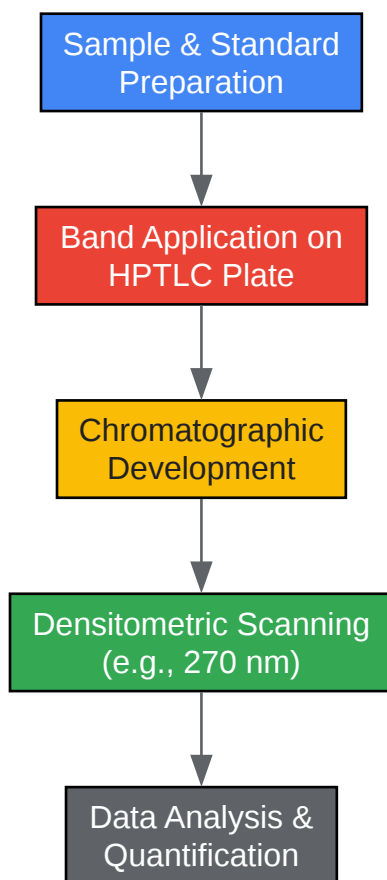 Sample & Standard
Preparation
Band Application on
HPTLC Plate
Chromatographic
Development
Densitometric Scanning
(e.g., 270 nm)
Data Analysis &
Quantification